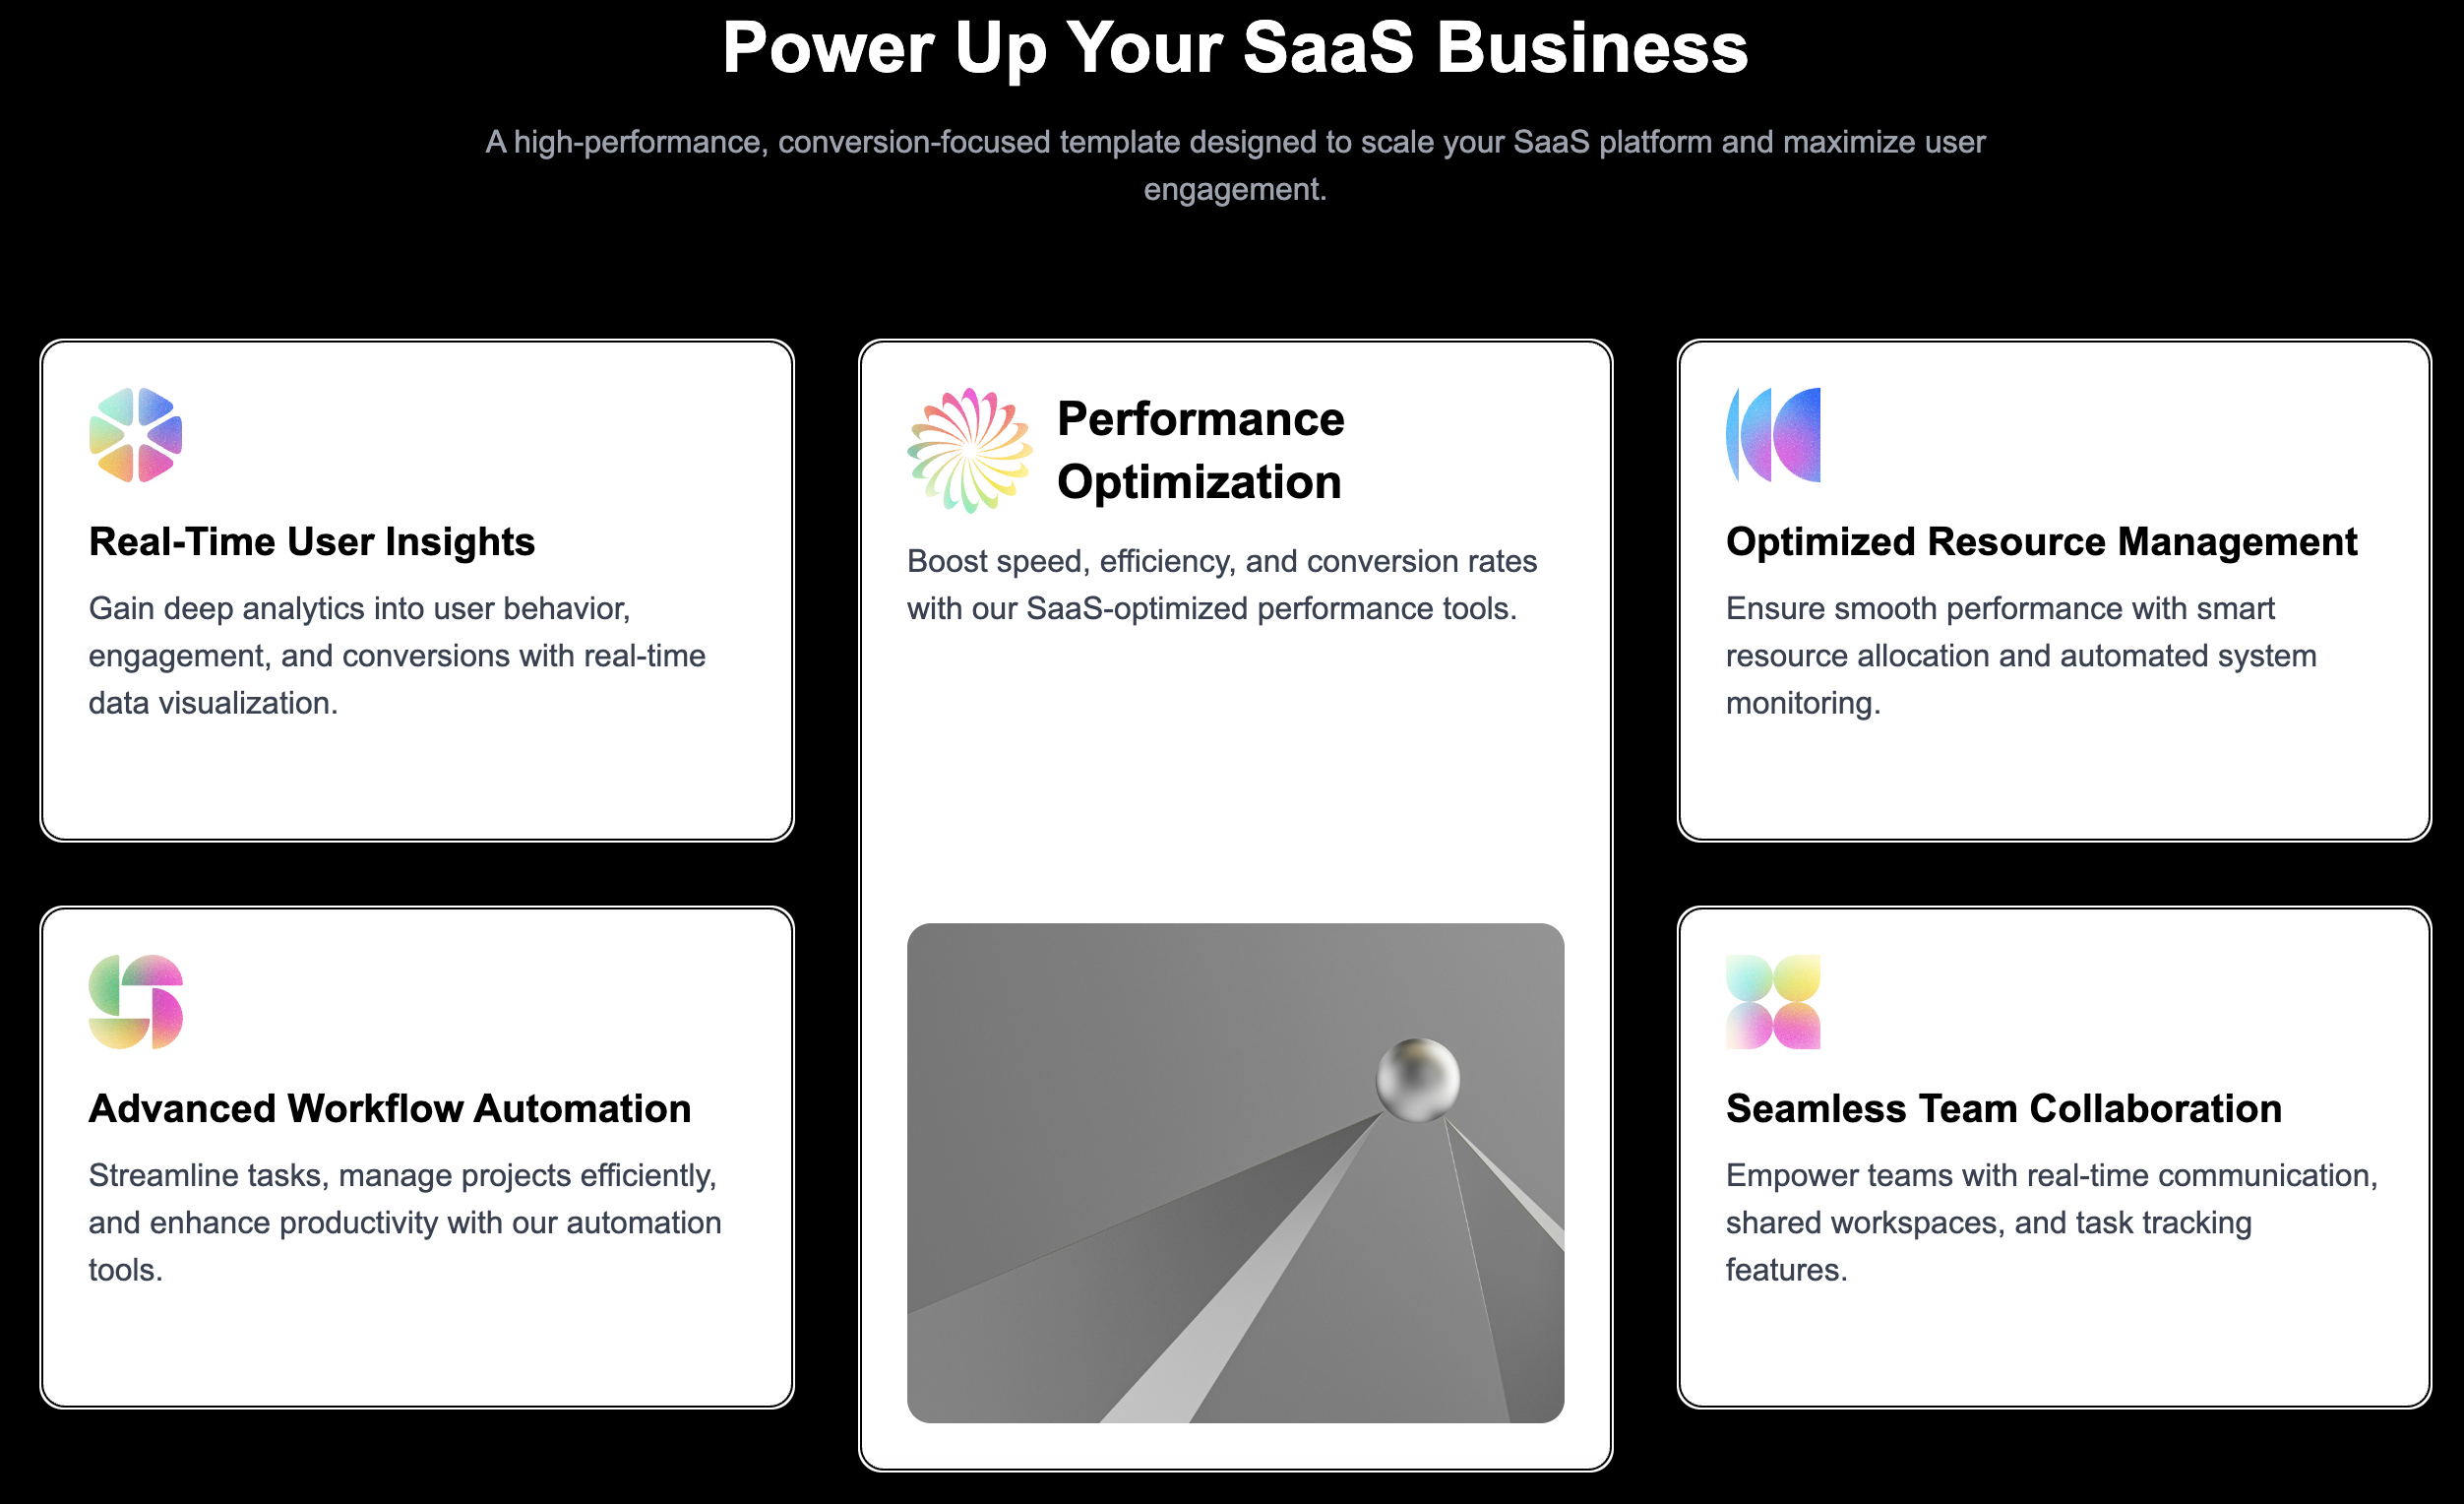 Power Up Your SaaS Business
A high-performance, conversion-focused template designed to scale your SaaS platform and maximize user
engagement.
Real-Time User Insights
Gain deep analytics into user behavior,
engagement, and conversions with real-time
data visualization.
Advanced Workflow Automation
Streamline tasks, manage projects efficiently,
and enhance productivity with our automation
tools.
Performance
Optimization
Boost speed, efficiency, and conversion rates
with our SaaS-optimized performance tools.
Optimized Resource Management
Ensure smooth performance with smart
resource allocation and automated system
monitoring.
Seamless Team Collaboration
Empower teams with real-time communication,
shared workspaces, and task tracking
features.